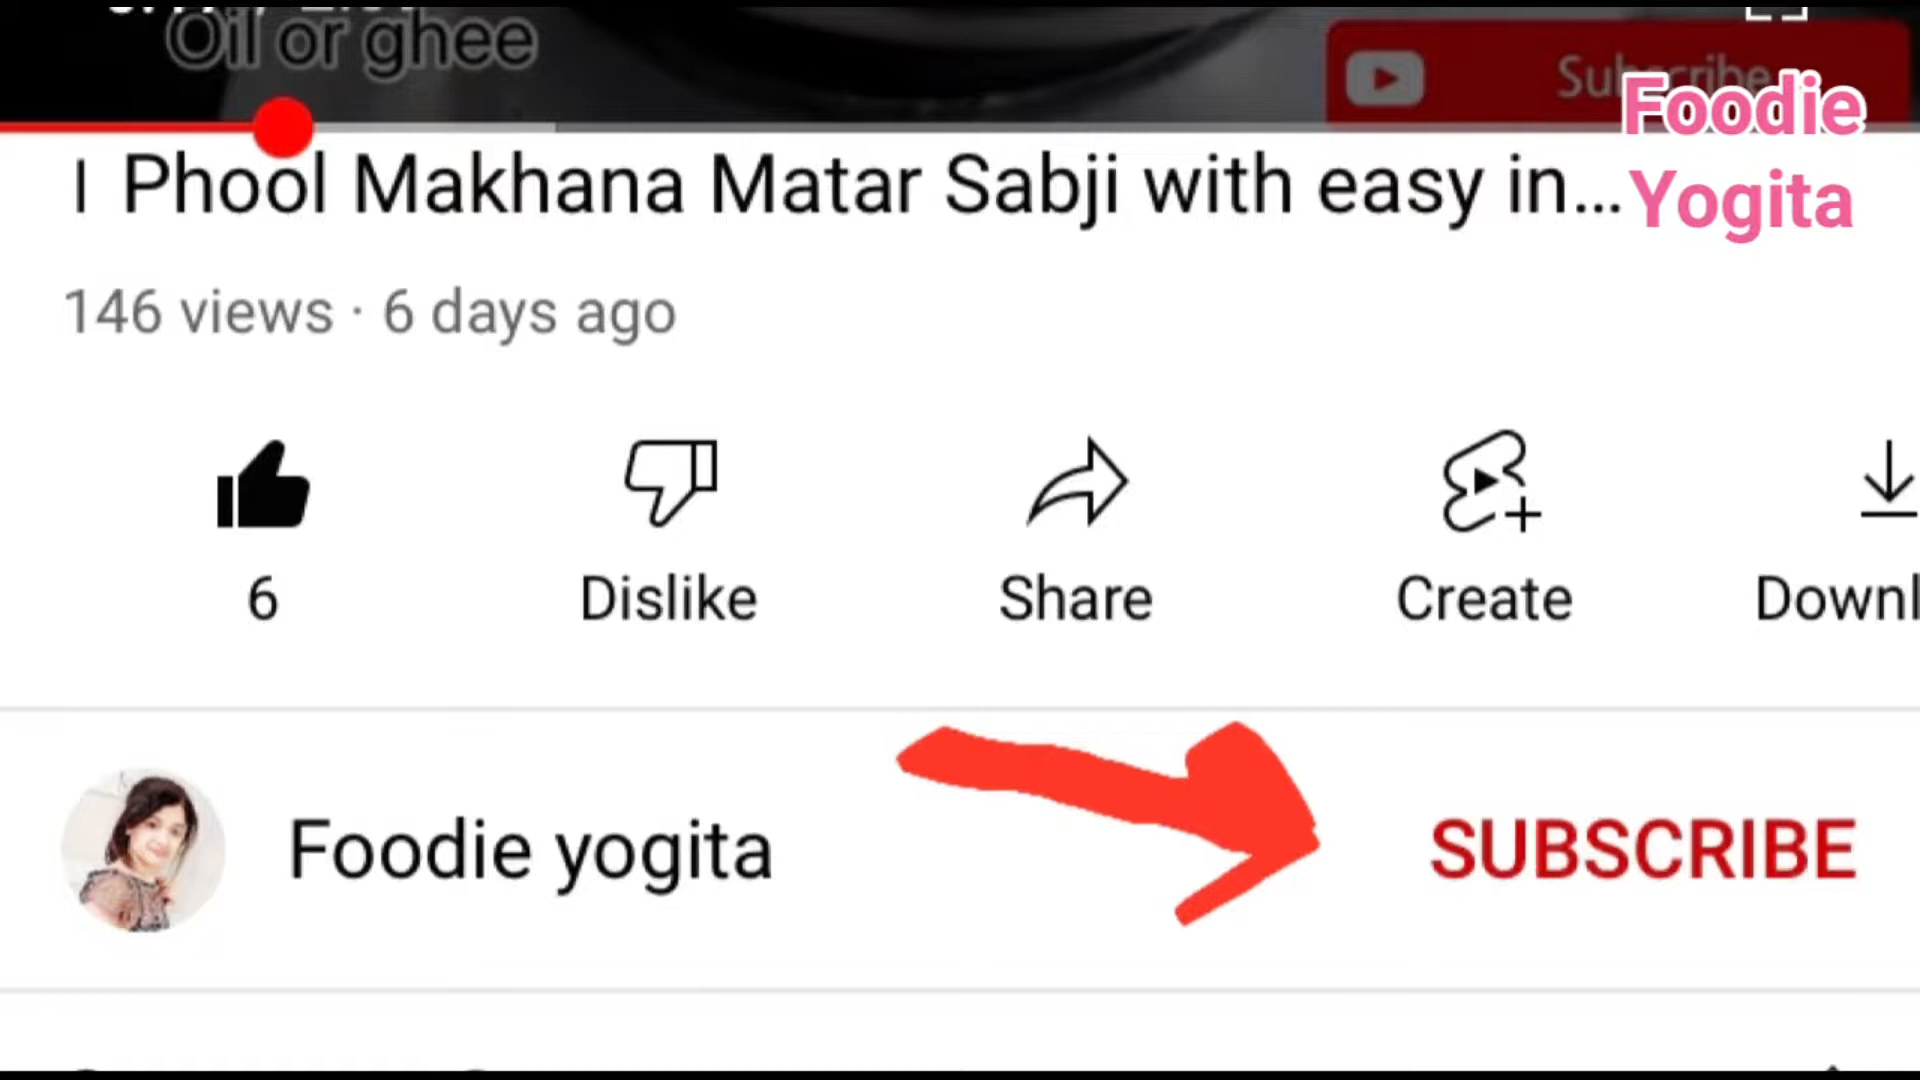 Oil or ghee
Subscribe
Foodie
Yogita
| Phool Makhana Matar Sabji with easy in...
146 views · 6 days ago
6
Dislike
Share
Create
Downl
Foodie yogita
SUBSCRIBE